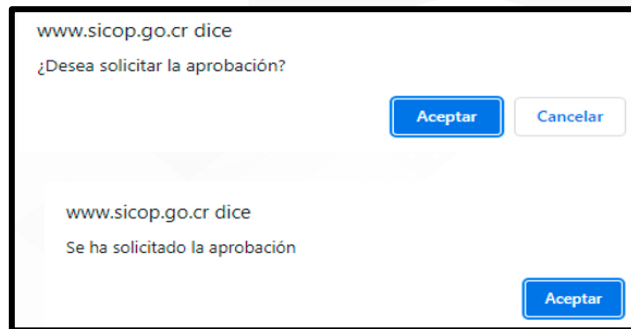 www.sicop.go.cr dice
¿Desea solicitar la aprobación?
Aceptar Cancelar
www.sicop.go.cr dice
Se ha solicitado la aprobación
Aceptar